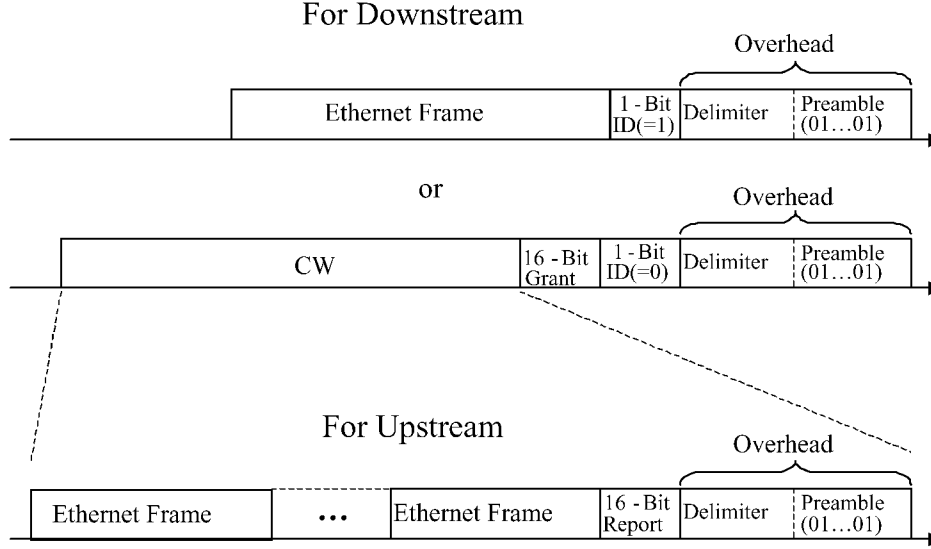 For Downstream
Overhead
Ethernet Frame
1 - Bit
ID(=1)
Delimiter
Preamble
(01...01)
or
Overhead
CW
16 - Bit
Grant
1 - Bit
ID(=0)
Delimiter
Preamble
(01...01)
For Upstream
Overhead
Ethernet Frame
...
Ethernet Frame
16 - Bit
Report
Delimiter
Preamble
(01...01)